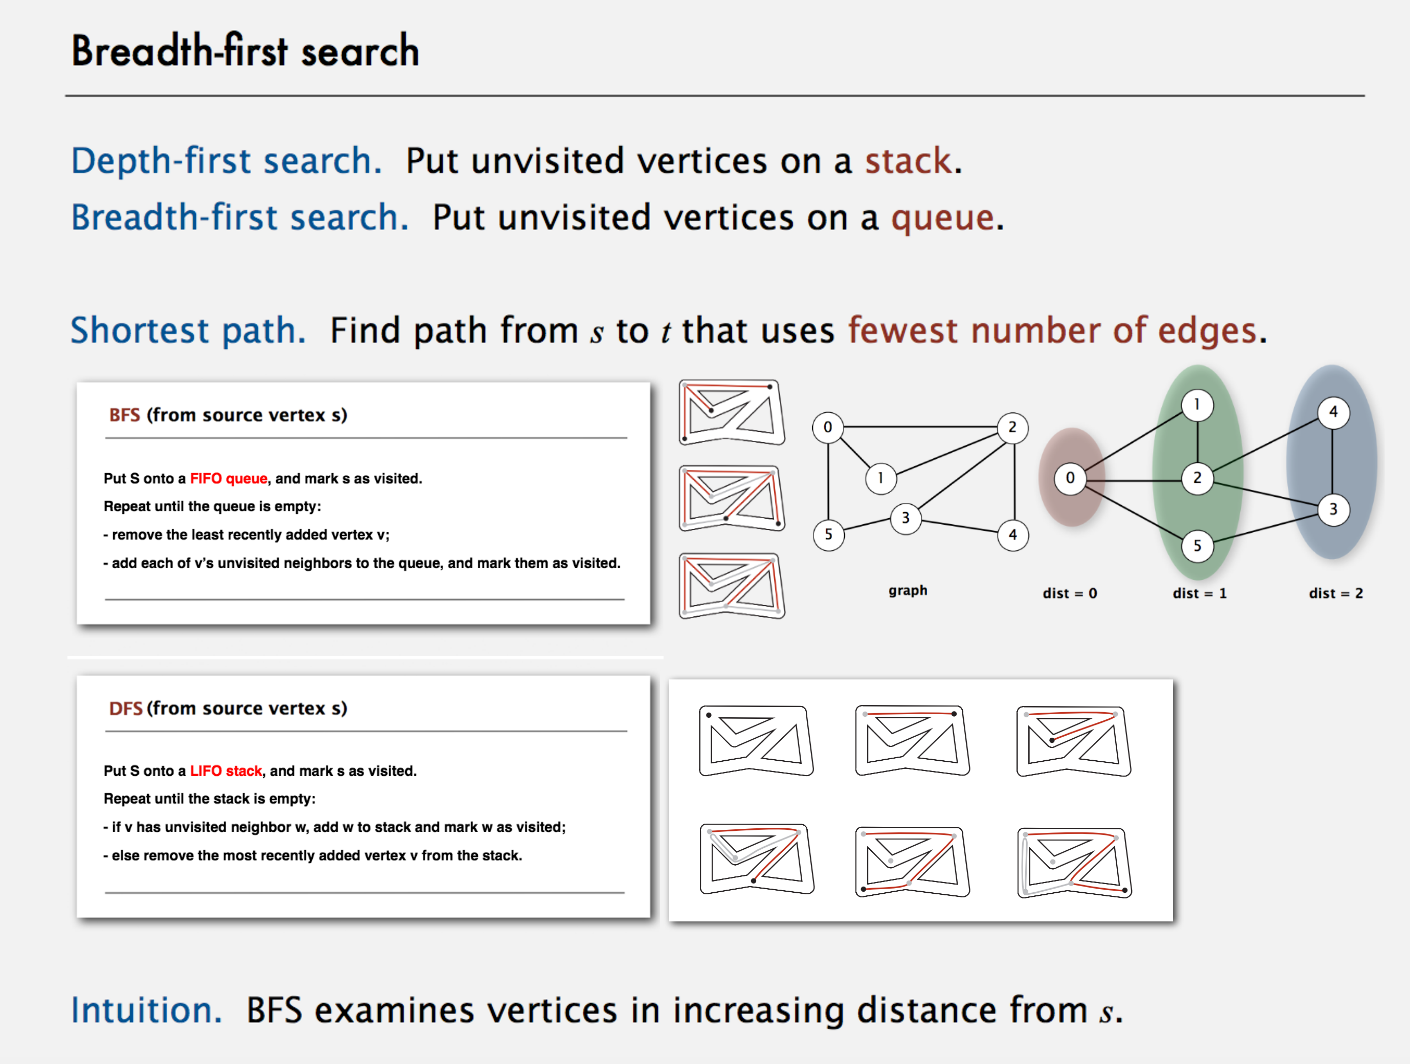 Breadth-first search
Depth-first search. Put unvisited vertices on a stack.
Breadth-first search. Put unvisited vertices on a queue.
Shortest path. Find path from s to t that uses fewest number of edges.
BFS (from source vertex s)
Put S onto a FIFO queue, and mark s as visited.
Repeat until the queue is empty:
- remove the least recently added vertex v;
- add each of v's unvisited neighbors to the queue, and mark them as visited.
0
2
1
3
5
4
graph
0
1
2
5
4
3
dist = 0
dist = 1
dist = 2
DFS (from source vertex s)
Put S onto a LIFO stack, and mark s as visited.
Repeat until the stack is empty:
- if v has unvisited neighbor w, add w to stack and mark w as visited;
- else remove the most recently added vertex v from the stack.
Intuition. BFS examines vertices in increasing distance from s.